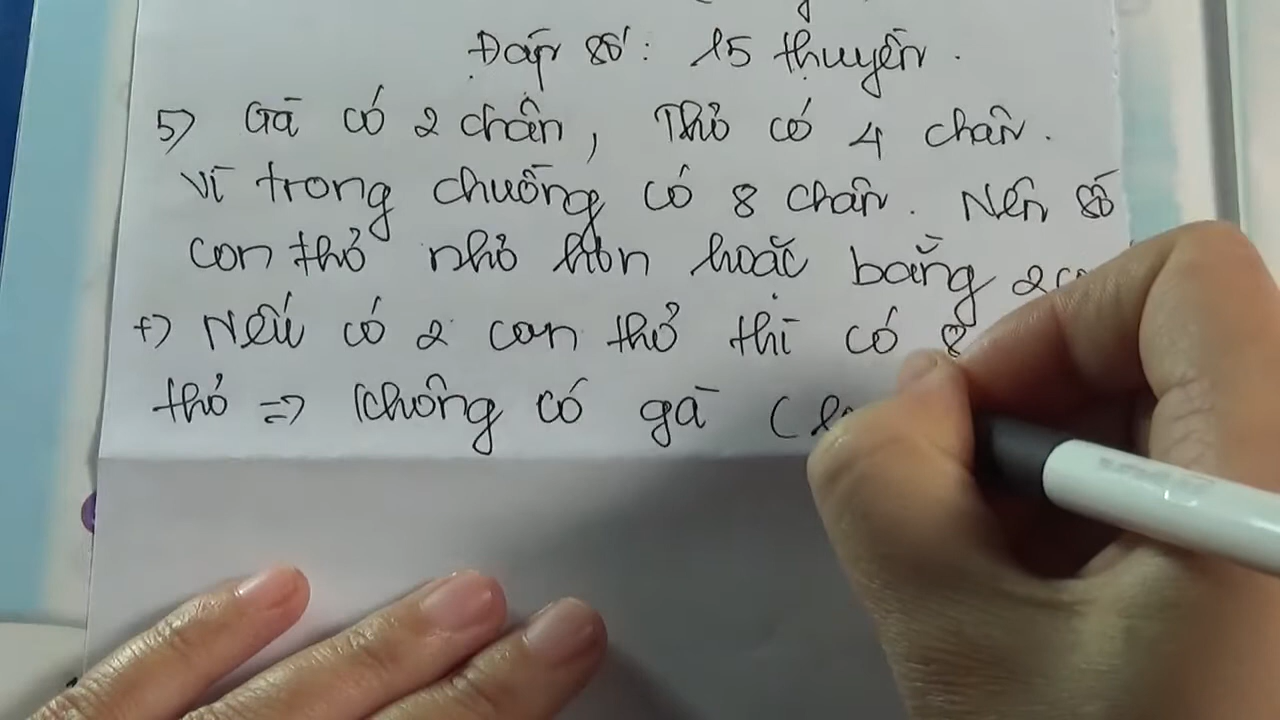 Đáp số: 15 thuyền.
5) Gà có 2 chân, Thỏ có 4 chân.
Vì trong chuồng có 8 chân. Nên số
con thỏ nhỏ hơn hoặc bằng 2
+) Nếu có 2 con thỏ thì có 8
thỏ => không có gà (